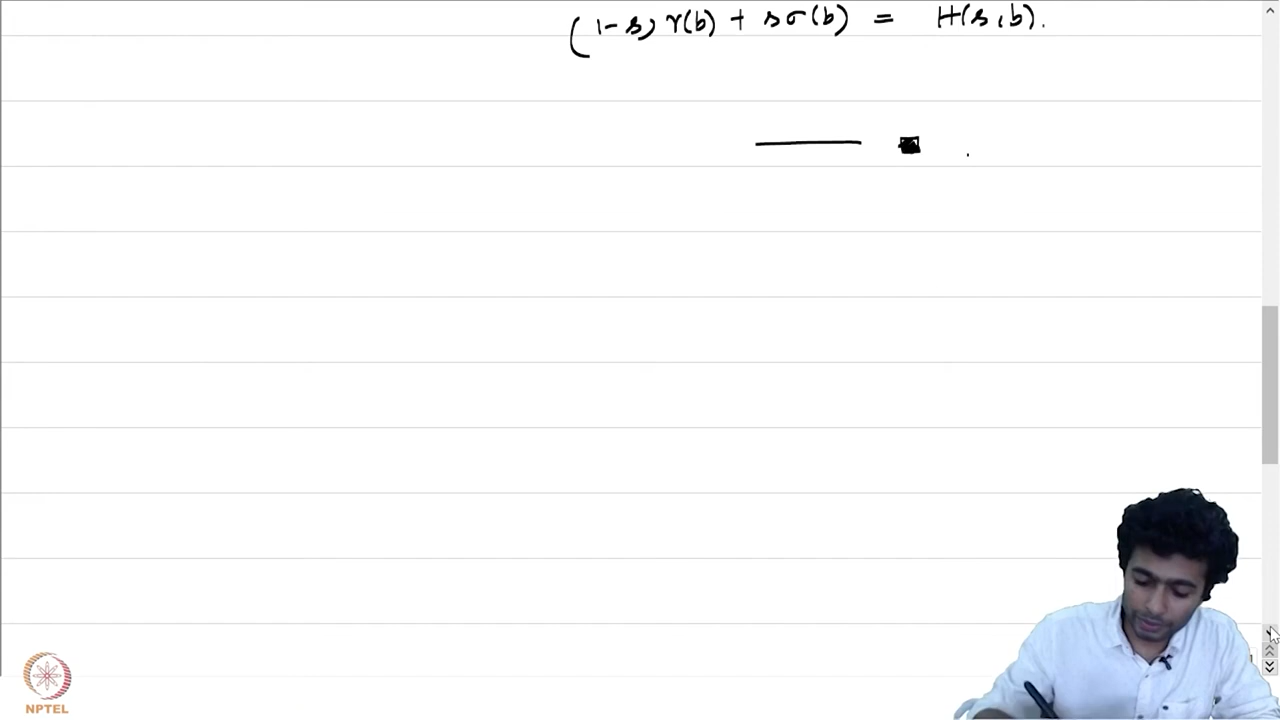 (1-s) γ(b) + s σ(b) = H(s, b).
NPTEL